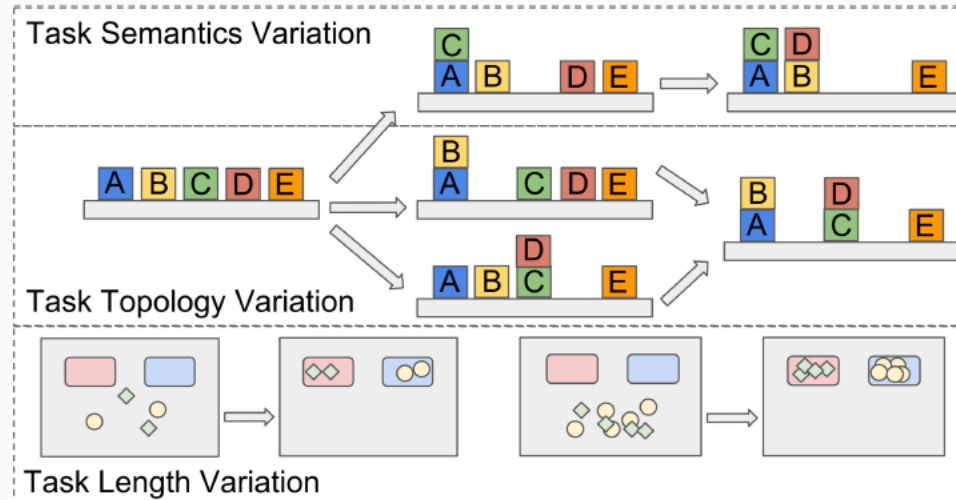 Task Semantics Variation
C
A B D E
C D
A B E
A B C D E
B
A C D E
B D
A C E
D
A B C E
Task Topology Variation
Task Length Variation